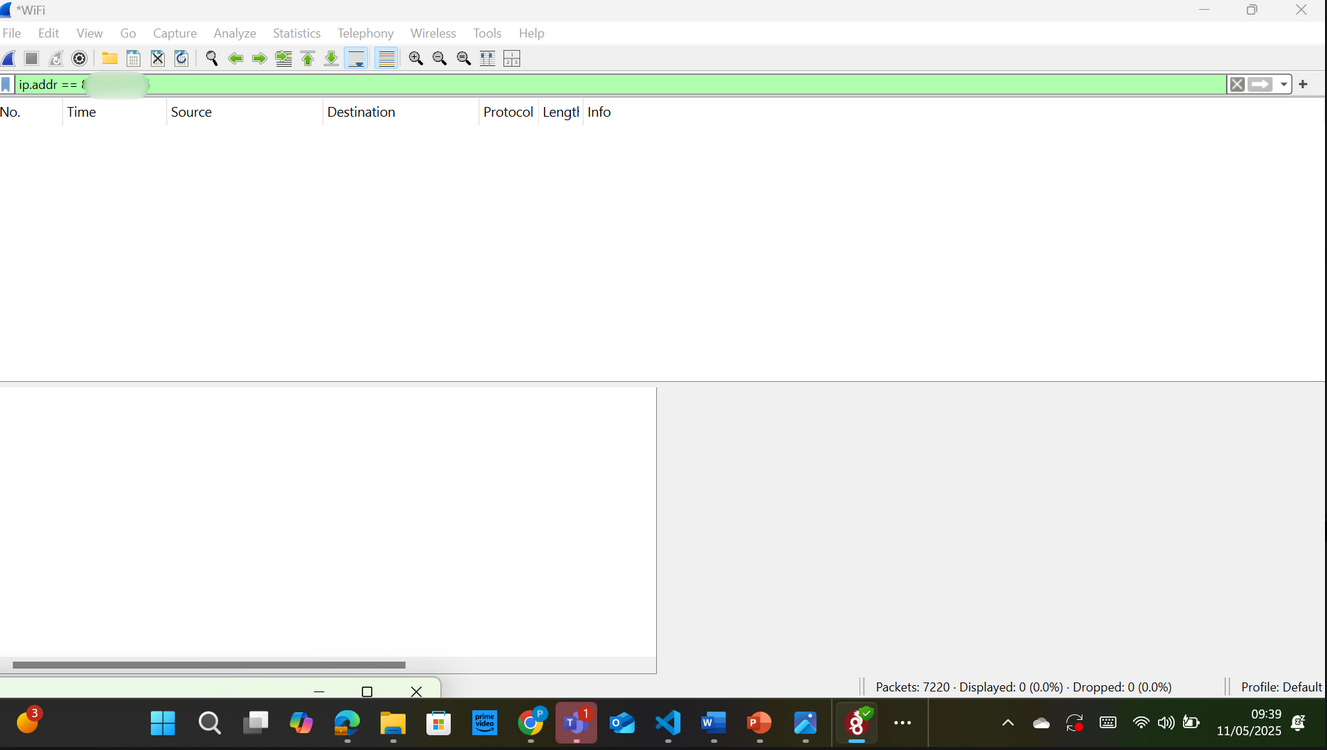 *WiFi
File Edit View Go Capture Analyze Statistics Telephony Wireless Tools Help
ip.addr == 8
No. Time Source Destination Protocol Length Info
Packets: 7220 · Displayed: 0 (0.0%) · Dropped: 0 (0.0%) Profile: Default
3
prime video
P
T 1
O
W
P
09:39
11/05/2025